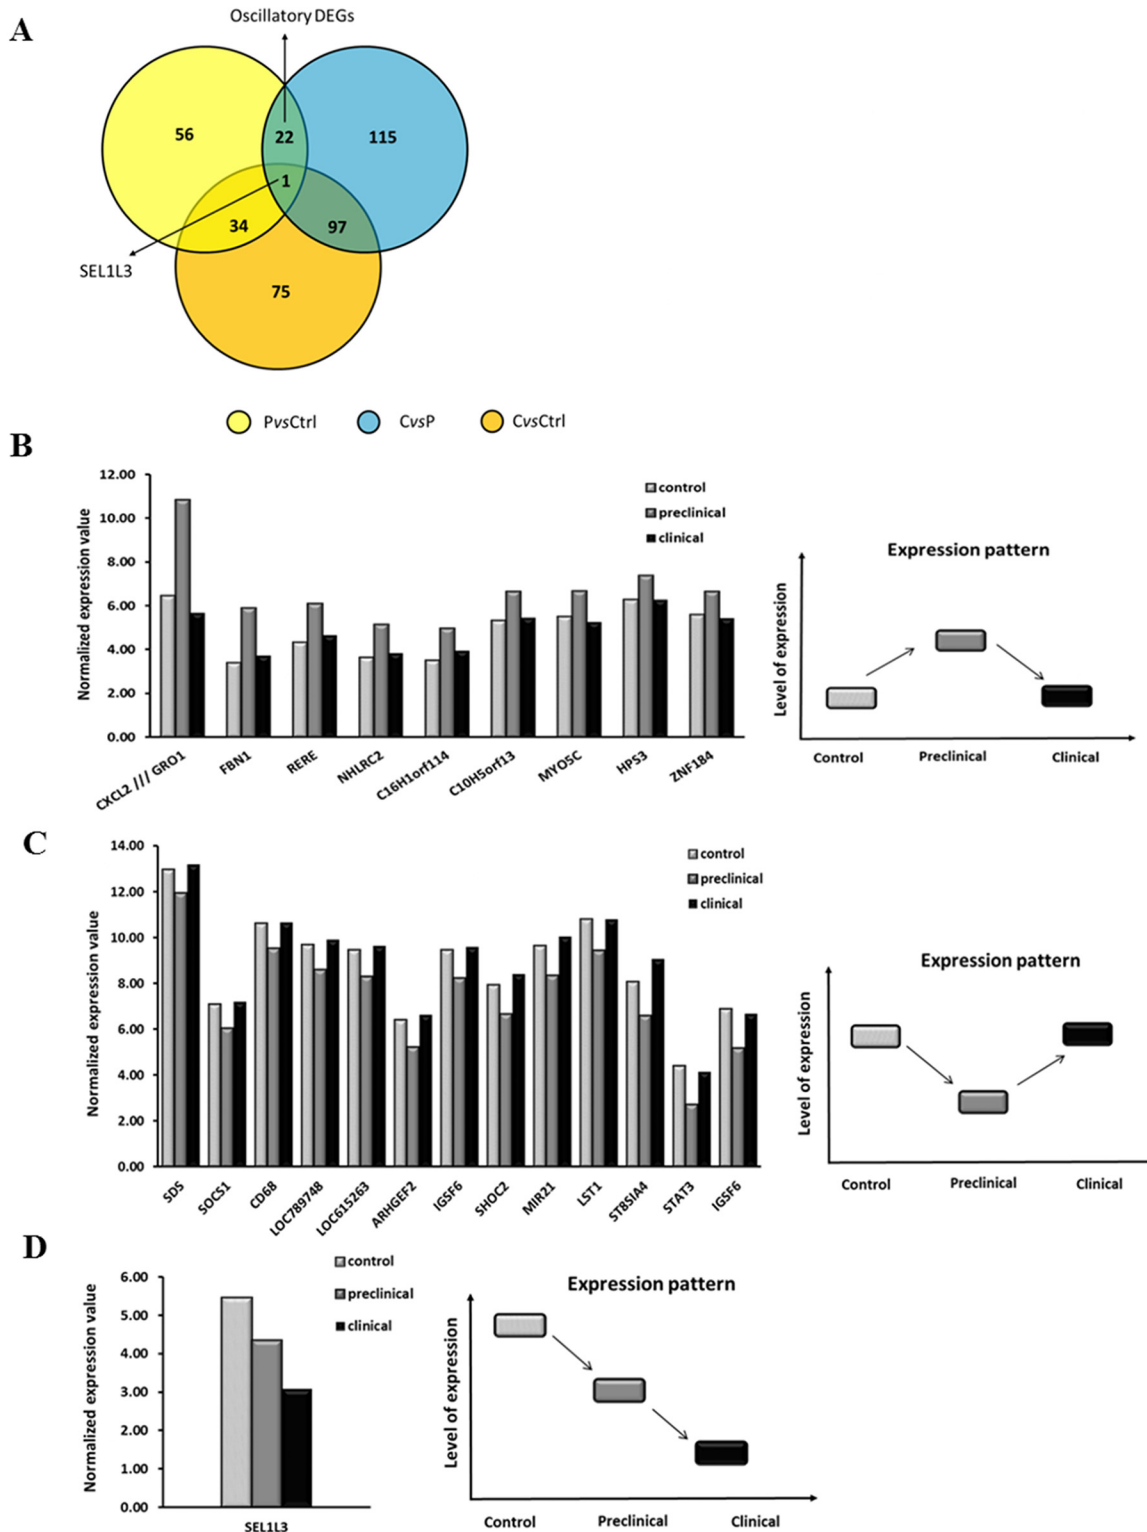 A
Oscillatory DEGs
56
22
115
1
34
97
SEL1L3
75
PvsCtrl
CvsP
CvsCtrl
B
12.00
10.00
8.00
6.00
4.00
2.00
0.00
Normalized expression value
control
preclinical
clinical
CXCL2 /// GRO1
FBN1
RERE
NHLRC2
C16H1orf114
C10H5orf13
MYO5C
HPS3
ZNF184
Expression pattern
Level of expression
Control
Preclinical
Clinical
C
14.00
12.00
10.00
8.00
6.00
4.00
2.00
0.00
Normalized expression value
control
preclinical
clinical
SDS
SOCS1
CD68
LOC789748
LOC615263
ARHGEF2
IGSF6
SHOC2
MIR21
LST1
ST8SIA4
STAT3
IGSF6
Expression pattern
Level of expression
Control
Preclinical
Clinical
D
6.00
5.00
4.00
3.00
2.00
1.00
0.00
Normalized expression value
control
preclinical
clinical
SEL1L3
Expression pattern
Level of expression
Control
Preclinical
Clinical